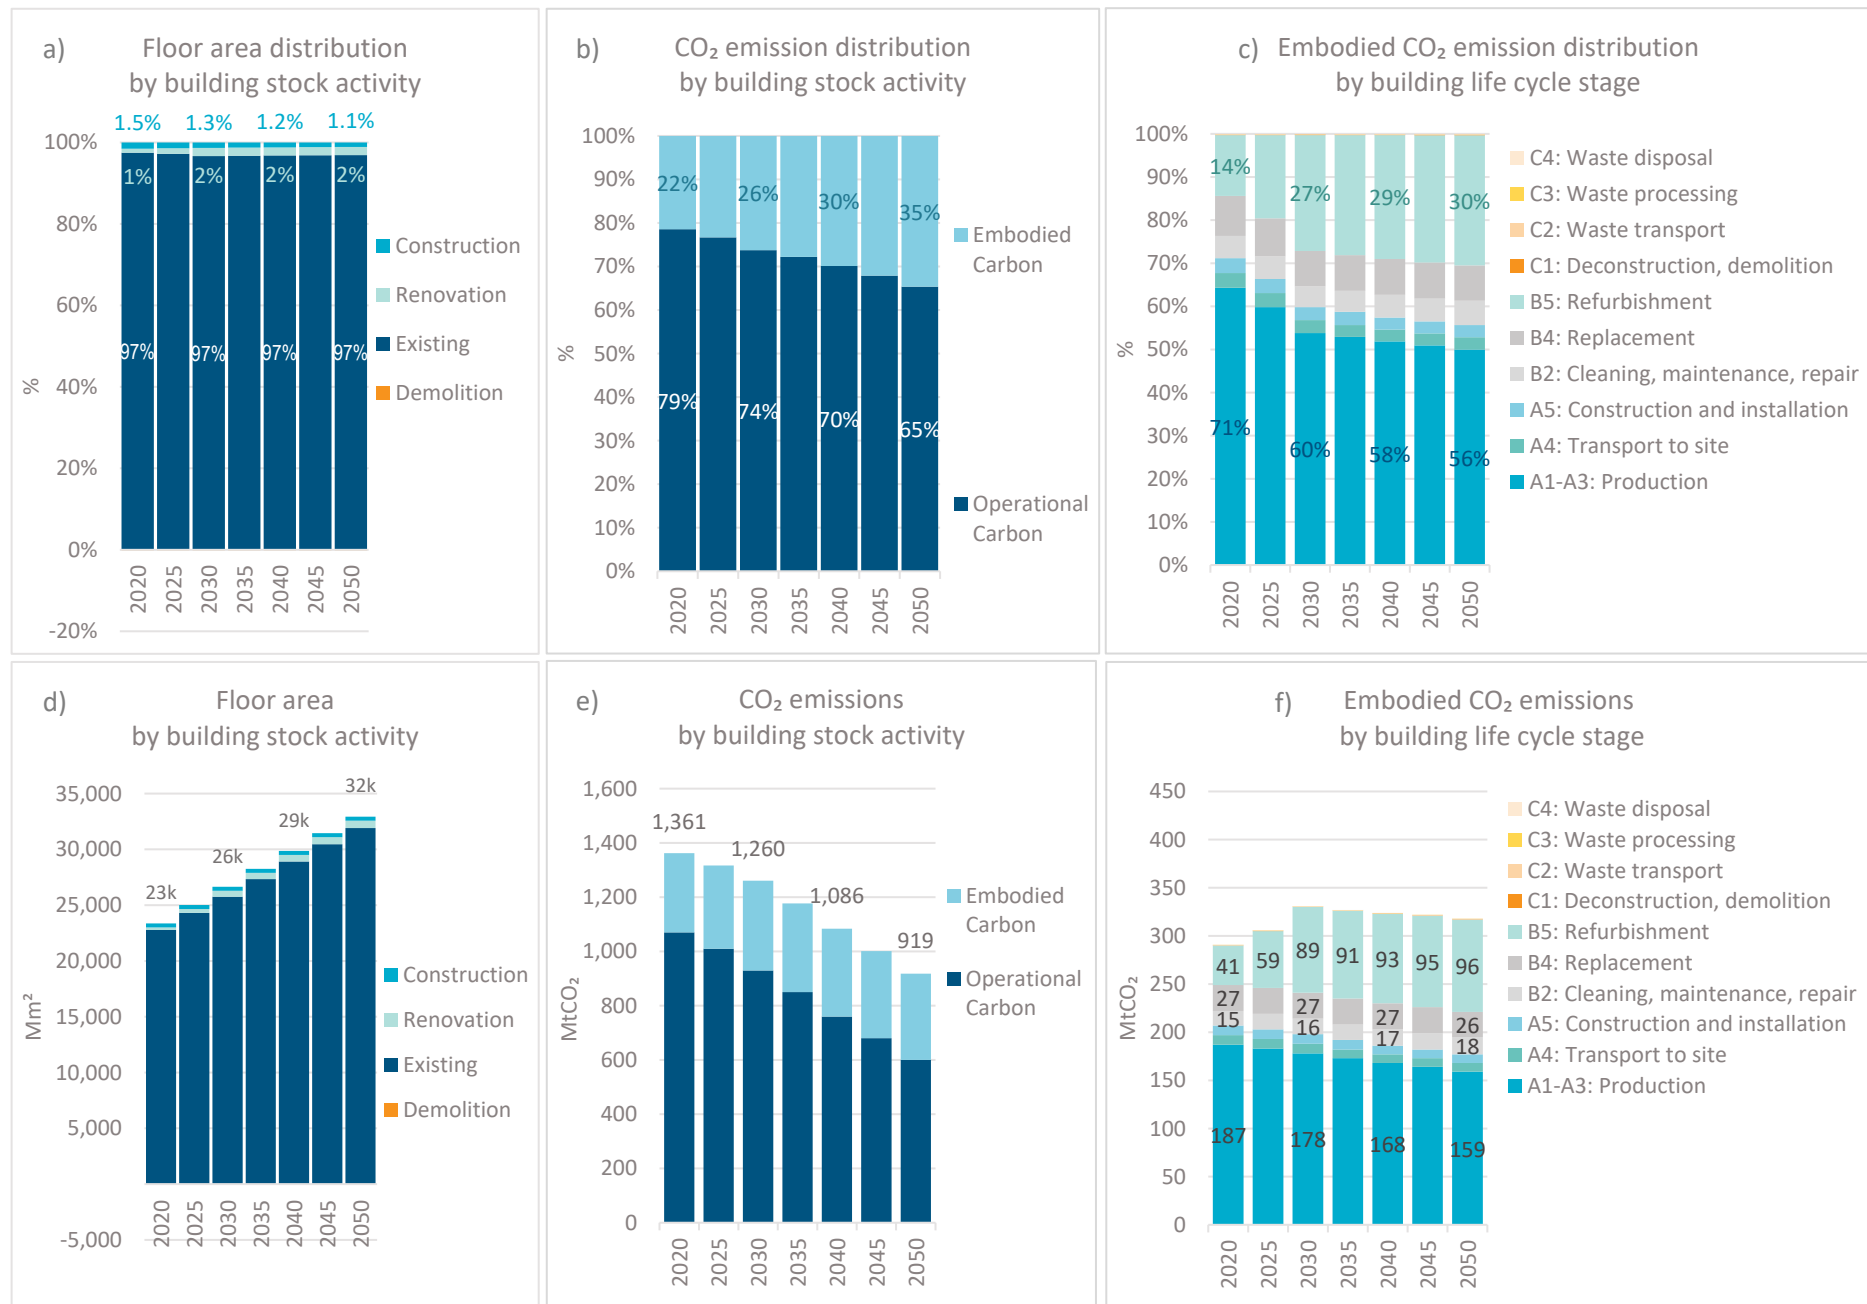 a)
Floor area distribution
by building stock activity
1.5% 1.3% 1.2% 1.1%
100%
80%
60%
40%
20%
0%
-20%
%
1% 2% 2% 2%
97% 97% 97% 97%
Construction
Renovation
Existing
Demolition
2020 2025 2030 2035 2040 2045 2050
b)
CO₂ emission distribution
by building stock activity
100%
90%
80%
70%
60%
50%
40%
30%
20%
10%
0%
%
22% 26% 30% 35%
79% 74% 70% 65%
Embodied
Carbon
Operational
Carbon
2020 2025 2030 2035 2040 2045 2050
c)
Embodied CO₂ emission distribution
by building life cycle stage
100%
90%
80%
70%
60%
50%
40%
30%
20%
10%
0%
%
14% 27% 29% 30%
71% 60% 58% 56%
C4: Waste disposal
C3: Waste processing
C2: Waste transport
C1: Deconstruction, demolition
B5: Refurbishment
B4: Replacement
B2: Cleaning, maintenance, repair
A5: Construction and installation
A4: Transport to site
A1-A3: Production
2020 2025 2030 2035 2040 2045 2050
d)
Floor area
by building stock activity
35,000
30,000
25,000
20,000
15,000
10,000
5,000
-5,000
Mm²
23k 26k 29k 32k
Construction
Renovation
Existing
Demolition
2020 2025 2030 2035 2040 2045 2050
e)
CO₂ emissions
by building stock activity
1,600
1,400
1,200
1,000
800
600
400
200
0
MtCO₂
1,361 1,260 1,086 919
Embodied
Carbon
Operational
Carbon
2020 2025 2030 2035 2040 2045 2050
f)
Embodied CO₂ emissions
by building life cycle stage
450
400
350
300
250
200
150
100
50
0
MtCO₂
41 59 89 91 93 95 96
27 27 27 26
15 16 17 18
187 178 168 159
C4: Waste disposal
C3: Waste processing
C2: Waste transport
C1: Deconstruction, demolition
B5: Refurbishment
B4: Replacement
B2: Cleaning, maintenance, repair
A5: Construction and installation
A4: Transport to site
A1-A3: Production
2020 2025 2030 2035 2040 2045 2050